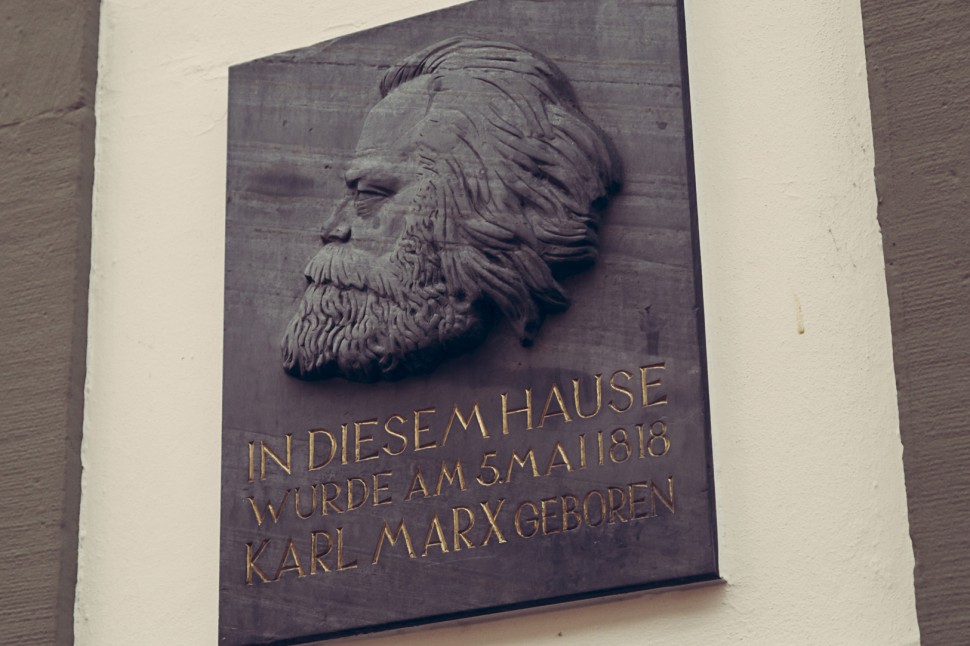 IN DIESEM HAUSE
WURDE AM 5. MAI 1818
KARL MARX GEBOREN